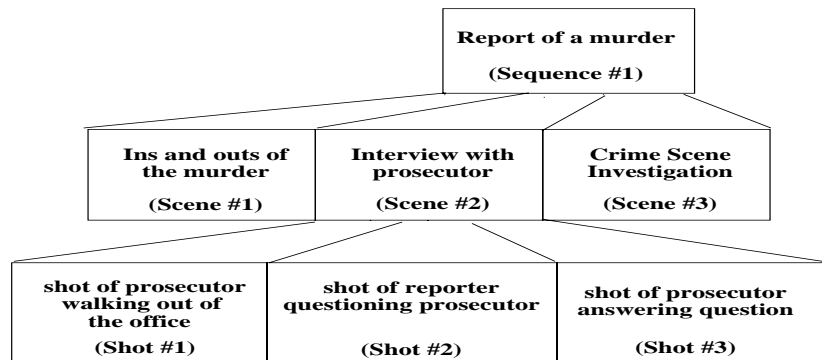 Report of a murder
(Sequence #1)
Ins and outs of
the murder
(Scene #1)
Interview with
prosecutor
(Scene #2)
Crime Scene
Investigation
(Scene #3)
shot of prosecutor
walking out of
the office
(Shot #1)
shot of reporter
questioning prosecutor
(Shot #2)
shot of prosecutor
answering question
(Shot #3)